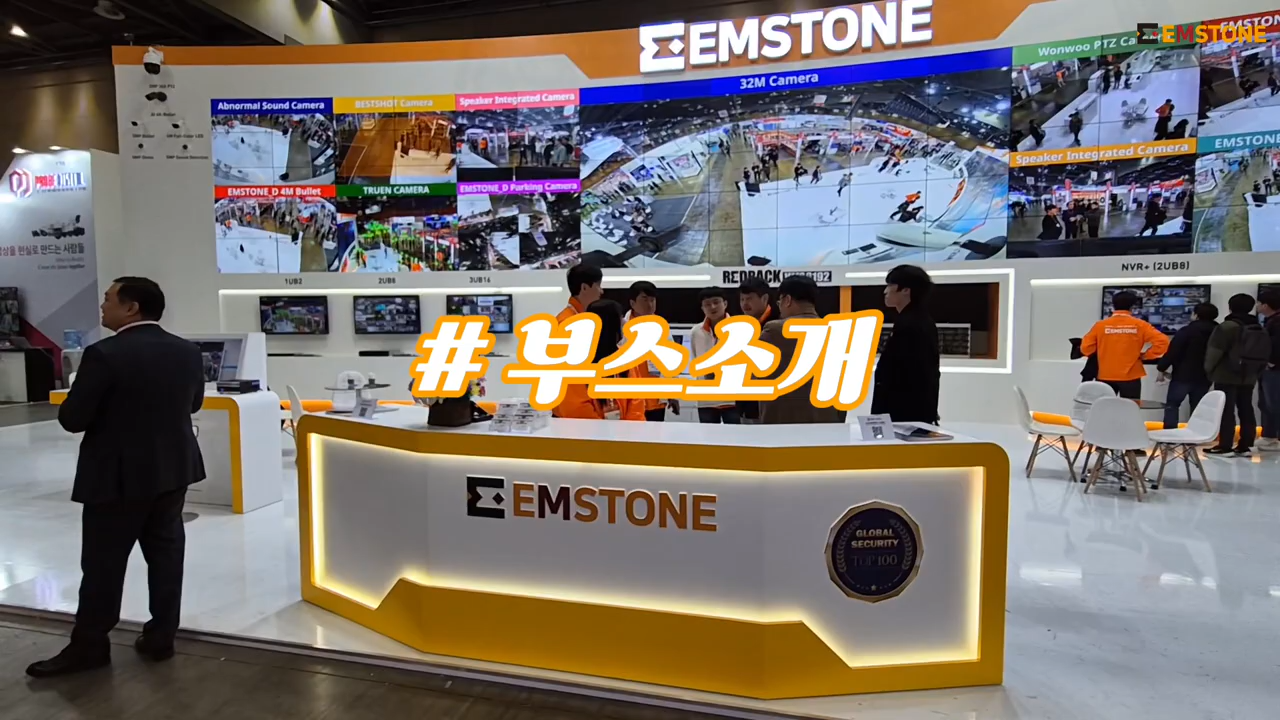 EMSTONE
EMSTONE
32M Camera
Abnormal Sound Camera
BESTSHOT Camera
Speaker Integrated Camera
Wonwoo PTZ
EMSTONE_D 4M Bullet
TRUEN CAMERA
EMSTONE_D Parking Camera
Speaker Integrated Camera
EMSTONE
1UB2
2UB8
3UB16
REDBACK
NVR+ (2UB8)
EMSTONE
# 부스소개
EMSTONE
GLOBAL
SECURITY
TOP 100